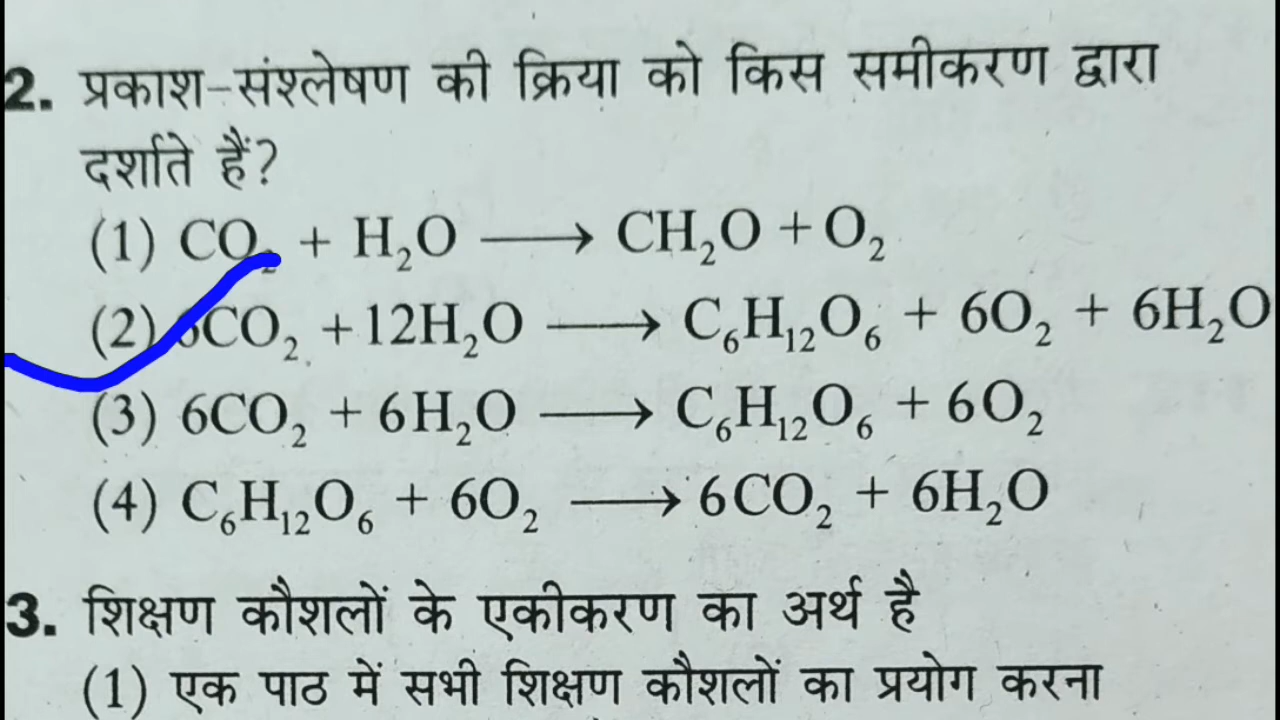 2. प्रकाश-संश्लेषण की क्रिया को किस समीकरण द्वारा
दर्शाते हैं?
(1) CO₂ + H₂O ⟶ CH₂O + O₂
(2) 6CO₂ + 12H₂O ⟶ C₆H₁₂O₆ + 6O₂ + 6H₂O
(3) 6CO₂ + 6H₂O ⟶ C₆H₁₂O₆ + 6O₂
(4) C₆H₁₂O₆ + 6O₂ ⟶ 6CO₂ + 6H₂O
3. शिक्षण कौशलों के एकीकरण का अर्थ है
(1) एक पाठ में सभी शिक्षण कौशलों का प्रयोग करना